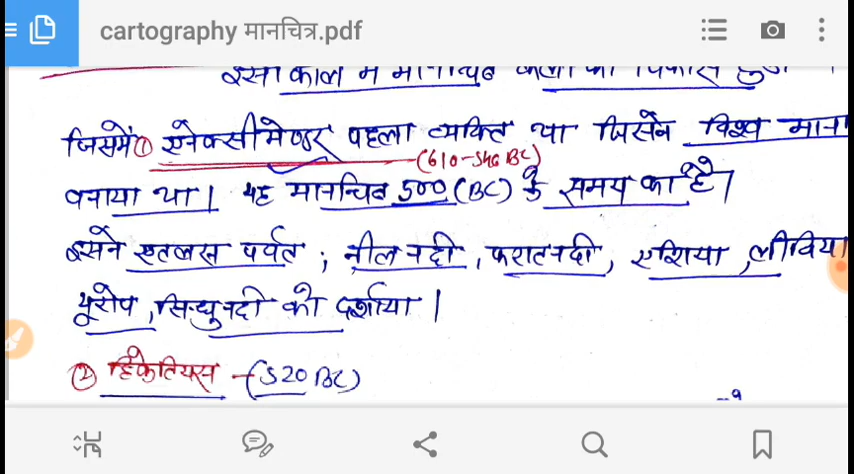 cartography मानचित्र.pdf
इसी काल में मानचित्र कला का विकास हुआ ।
जिसमें ① एनेक्सीमेण्डर पहला व्यक्ति था जिसने विश्व मान
(610-546 BC)
बनाया था । यह मानचित्र 500 (BC) के समय का है ।
इसने एतलस पर्वत ; नील नदी , फरात नदी , एशिया , लीविया
यूरोप , सिन्धु नदी को दर्शाया ।
② हिकेतियस - (520 BC)